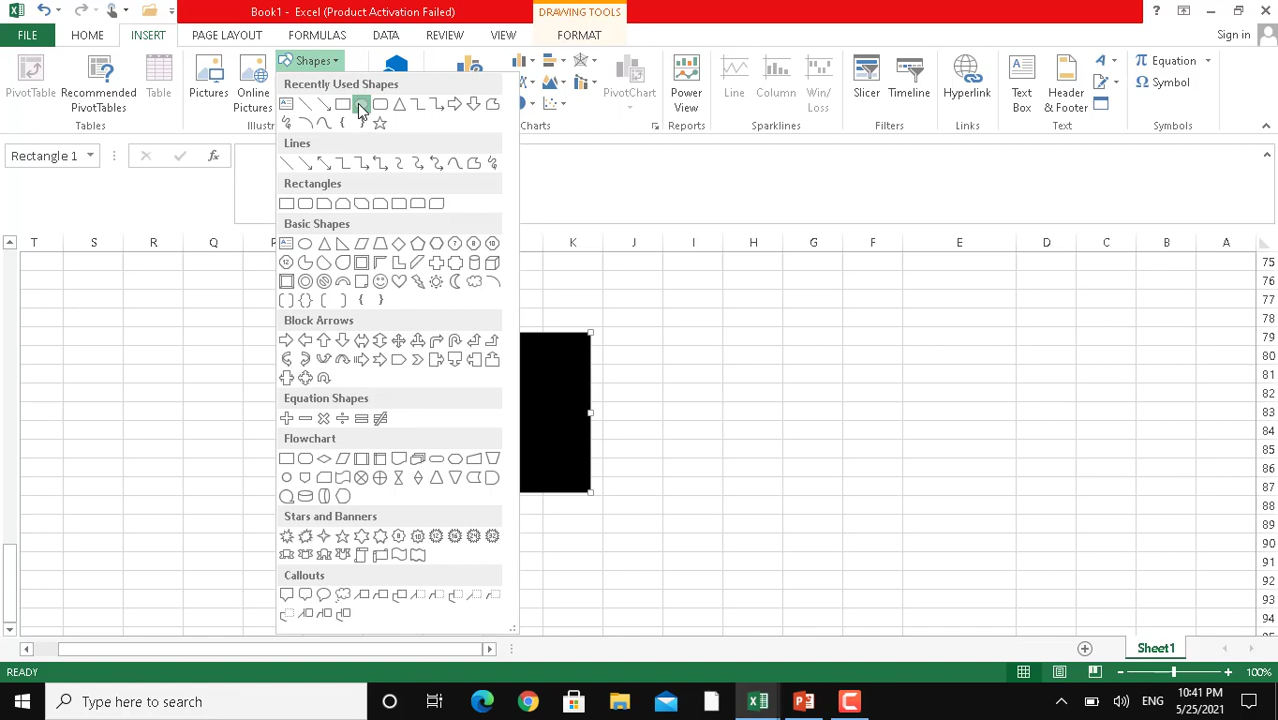 Book1 - Excel (Product Activation Failed)
DRAWING TOOLS
?
FILE
HOME
INSERT
PAGE LAYOUT
FORMULAS
DATA
REVIEW
VIEW
FORMAT
Sign in
PivotTable
Recommended
PivotTables
Table
Pictures
Online
Pictures
Shapes
PivotChart
Power
View
Line
Column
Win/Loss
Slicer
Timeline
Hyperlink
Text
Box
Header
& Footer
Equation
Symbol
Tables
Illustr
Charts
Reports
Sparklines
Filters
Links
Text
Symbols
Rectangle 1
fx
Recently Used Shapes
Lines
Rectangles
Basic Shapes
Block Arrows
Equation Shapes
Flowchart
Stars and Banners
Callouts
T S R Q K J I H G F E D C B A
75
76
77
78
79
80
81
82
83
84
85
86
87
88
89
90
91
92
93
94
Sheet1
READY
100%
Type here to search
ENG
10:41 PM
5/25/2021